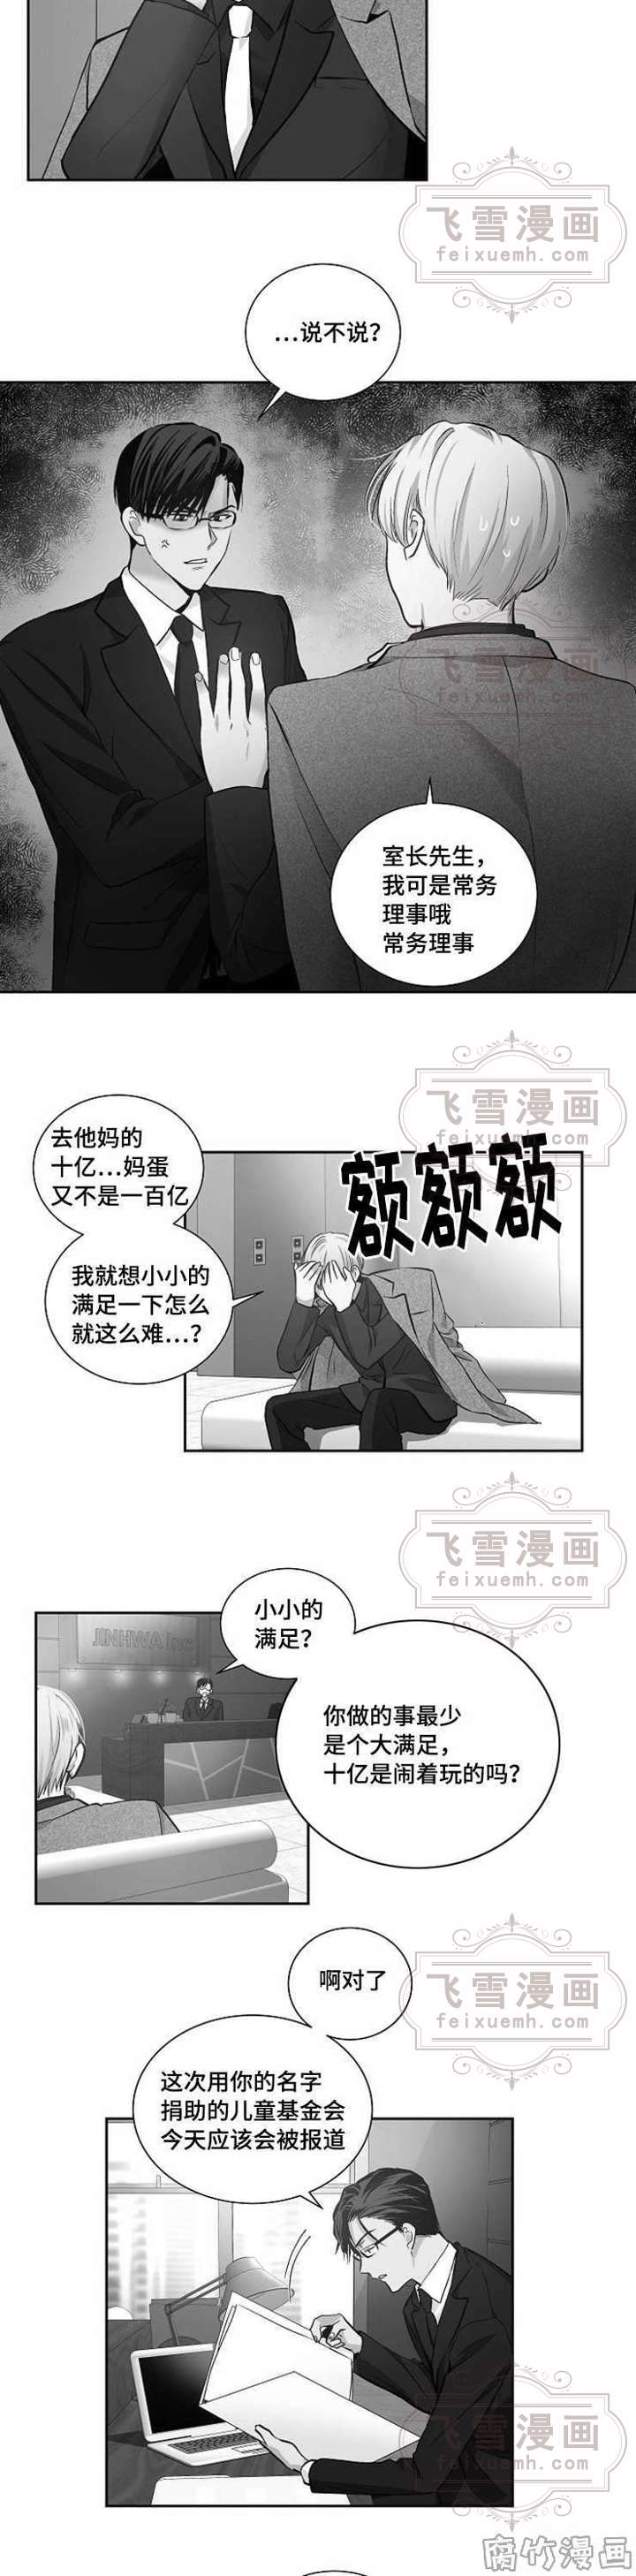 飞雪漫画
feixuemh.com
...说不说？
飞雪漫画
feixuemh.com
室长先生，
我可是常务
理事哦
常务理事
飞雪漫画
feixuemh.com
去他妈的
十亿...妈蛋
又不是一百亿
额额额
我就想小小的
满足一下怎么
就这么难...？
飞雪漫画
feixuemh.com
小小的
满足？
JINHWA Inc
你做的事最少
是个大满足，
十亿是闹着玩的吗？
飞雪漫画
feixuemh.com
啊对了
这次用你的名字
捐助的儿童基金会
今天应该会被报道
飞雪漫画
feixuemh.com
腐竹漫画